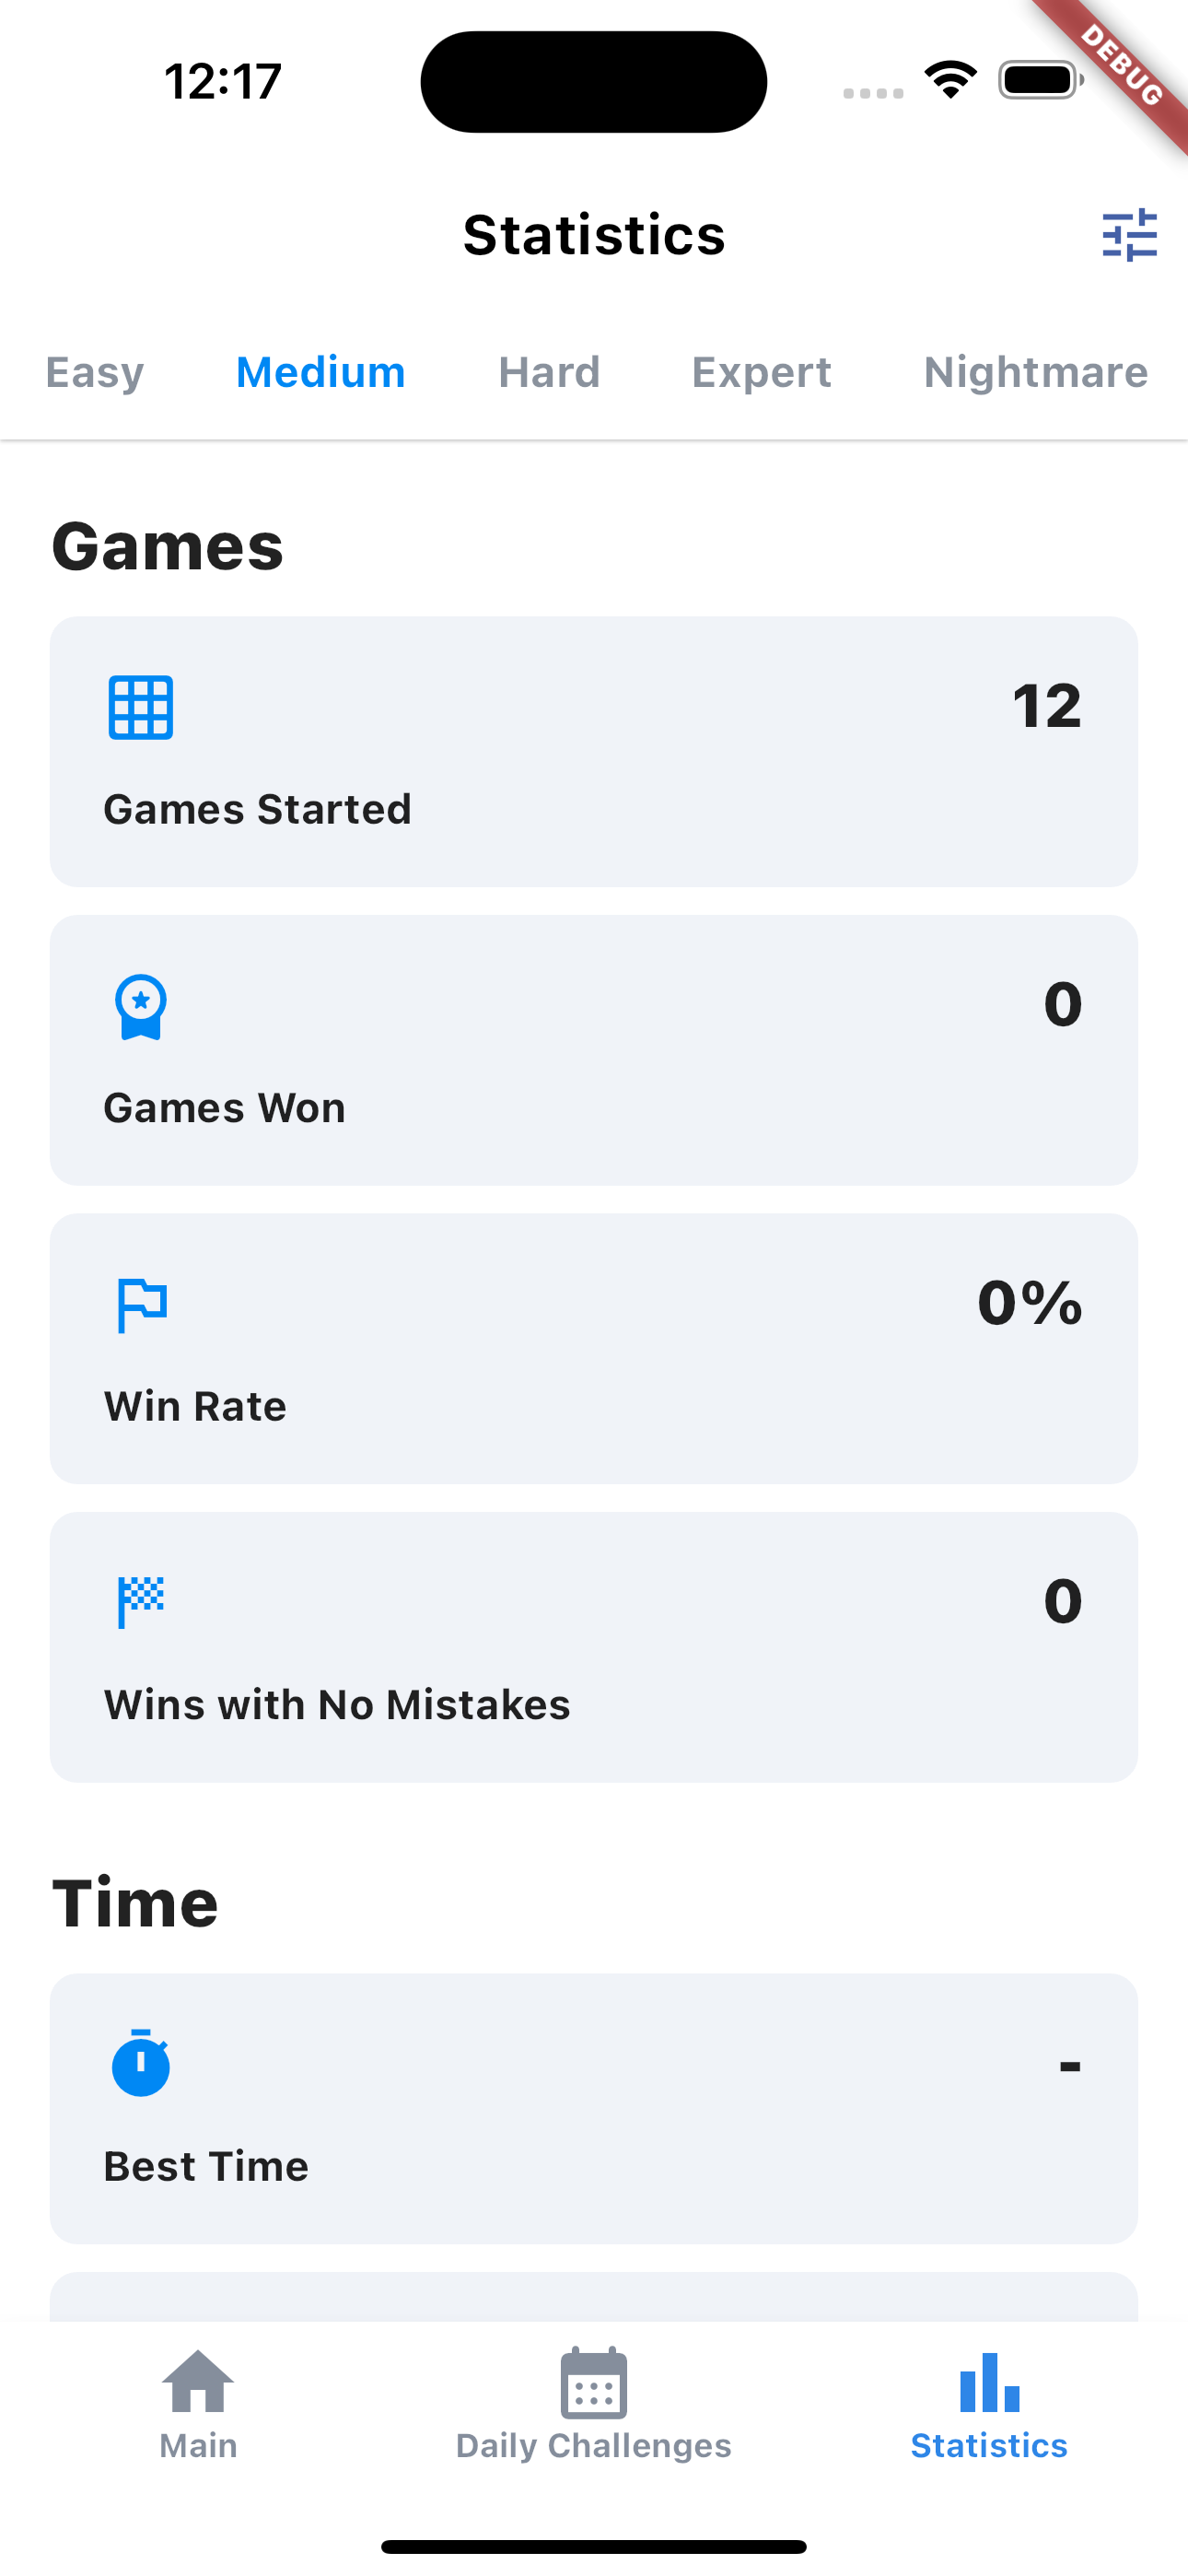 12:17
DEBUG
Statistics
Easy Medium Hard Expert Nightmare
Games
12
Games Started
0
Games Won
0%
Win Rate
0
Wins with No Mistakes
Time
-
Best Time
Main Daily Challenges Statistics